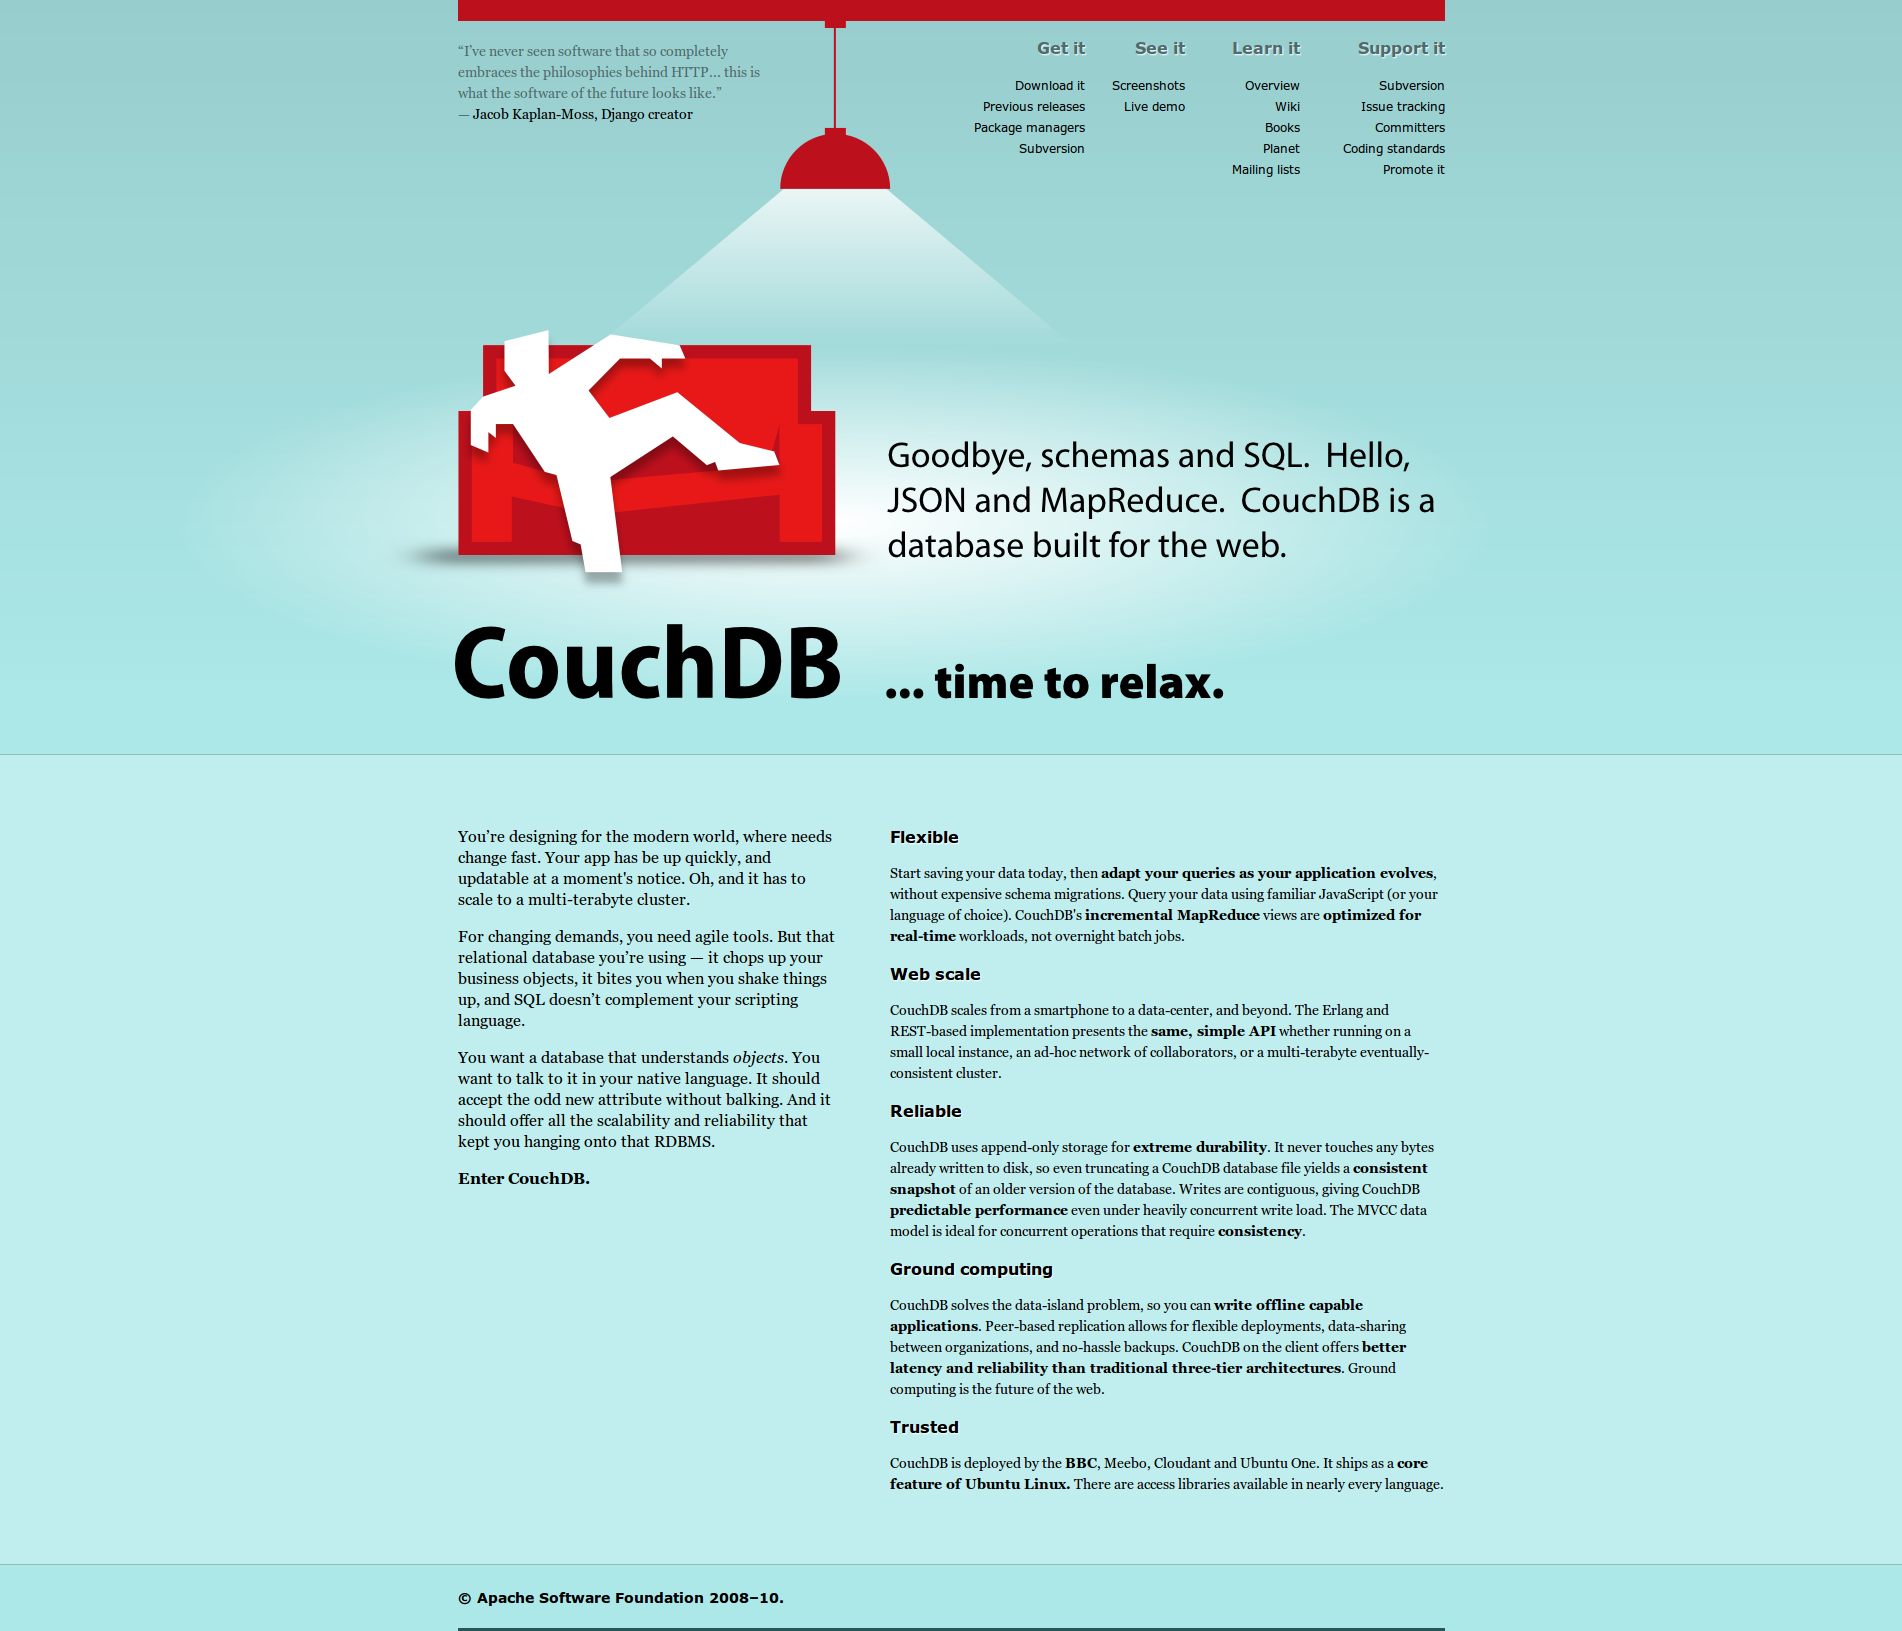 “I’ve never seen software that so completely
embraces the philosophies behind HTTP… this is
what the software of the future looks like.”
— Jacob Kaplan-Moss, Django creator
Get it
Download it
Previous releases
Package managers
Subversion
See it
Screenshots
Live demo
Learn it
Overview
Wiki
Books
Planet
Mailing lists
Support it
Subversion
Issue tracking
Committers
Coding standards
Promote it
Goodbye, schemas and SQL. Hello,
JSON and MapReduce. CouchDB is a
database built for the web.
CouchDB
... time to relax.
You’re designing for the modern world, where needs
change fast. Your app has be up quickly, and
updatable at a moment's notice. Oh, and it has to
scale to a multi-terabyte cluster.
For changing demands, you need agile tools. But that
relational database you’re using — it chops up your
business objects, it bites you when you shake things
up, and SQL doesn’t complement your scripting
language.
You want a database that understands objects. You
want to talk to it in your native language. It should
accept the odd new attribute without balking. And it
should offer all the scalability and reliability that
kept you hanging onto that RDBMS.
Enter CouchDB.
Flexible
Start saving your data today, then adapt your queries as your application evolves,
without expensive schema migrations. Query your data using familiar JavaScript (or your
language of choice). CouchDB's incremental MapReduce views are optimized for
real-time workloads, not overnight batch jobs.
Web scale
CouchDB scales from a smartphone to a data-center, and beyond. The Erlang and
REST-based implementation presents the same, simple API whether running on a
small local instance, an ad-hoc network of collaborators, or a multi-terabyte eventually-
consistent cluster.
Reliable
CouchDB uses append-only storage for extreme durability. It never touches any bytes
already written to disk, so even truncating a CouchDB database file yields a consistent
snapshot of an older version of the database. Writes are contiguous, giving CouchDB
predictable performance even under heavily concurrent write load. The MVCC data
model is ideal for concurrent operations that require consistency.
Ground computing
CouchDB solves the data-island problem, so you can write offline capable
applications. Peer-based replication allows for flexible deployments, data-sharing
between organizations, and no-hassle backups. CouchDB on the client offers better
latency and reliability than traditional three-tier architectures. Ground
computing is the future of the web.
Trusted
CouchDB is deployed by the BBC, Meebo, Cloudant and Ubuntu One. It ships as a core
feature of Ubuntu Linux. There are access libraries available in nearly every language.
© Apache Software Foundation 2008–10.